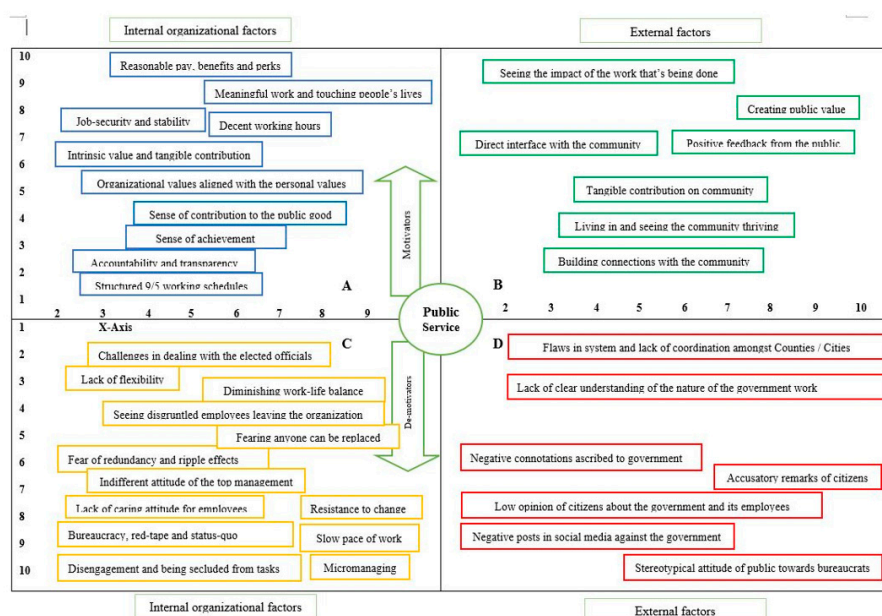 Internal organizational factors
External factors
10
Reasonable pay, benefits and perks
Seeing the impact of the work that's being done
9
Meaningful work and touching people's lives
Creating public value
8
Job-security and stability
Decent working hours
7
Direct interface with the community
Positive feedback from the public
Intrinsic value and tangible contribution
6
Organizational values aligned with the personal values
5
Tangible contribution on community
Sense of contribution to the public good
4
Living in and seeing the community thriving
Sense of achievement
3
Accountability and transparency
Building connections with the community
2
Structured 9/5 working schedules
A
B
1
Motivators
Public
Service
2 3 4 5 6 7 8 9
2 3 4 5 6 7 8 9 10
1
X-Axis
C
D
Challenges in dealing with the elected officials
Flaws in system and lack of coordination amongst Counties / Cities
2
Lack of flexibility
3
Diminishing work-life balance
Lack of clear understanding of the nature of the government work
De-motivators
4
Seeing disgruntled employees leaving the organization
5
Fearing anyone can be replaced
6
Fear of redundancy and ripple effects
Negative connotations ascribed to government
7
Indifferent attitude of the top management
Accusatory remarks of citizens
Lack of caring attitude for employees
Resistance to change
Low opinion of citizens about the government and its employees
8
Bureaucracy, red-tape and status-quo
Slow pace of work
Negative posts in social media against the government
9
Disengagement and being secluded from tasks
Micromanaging
Stereotypical attitude of public towards bureaucrats
10
Internal organizational factors
External factors